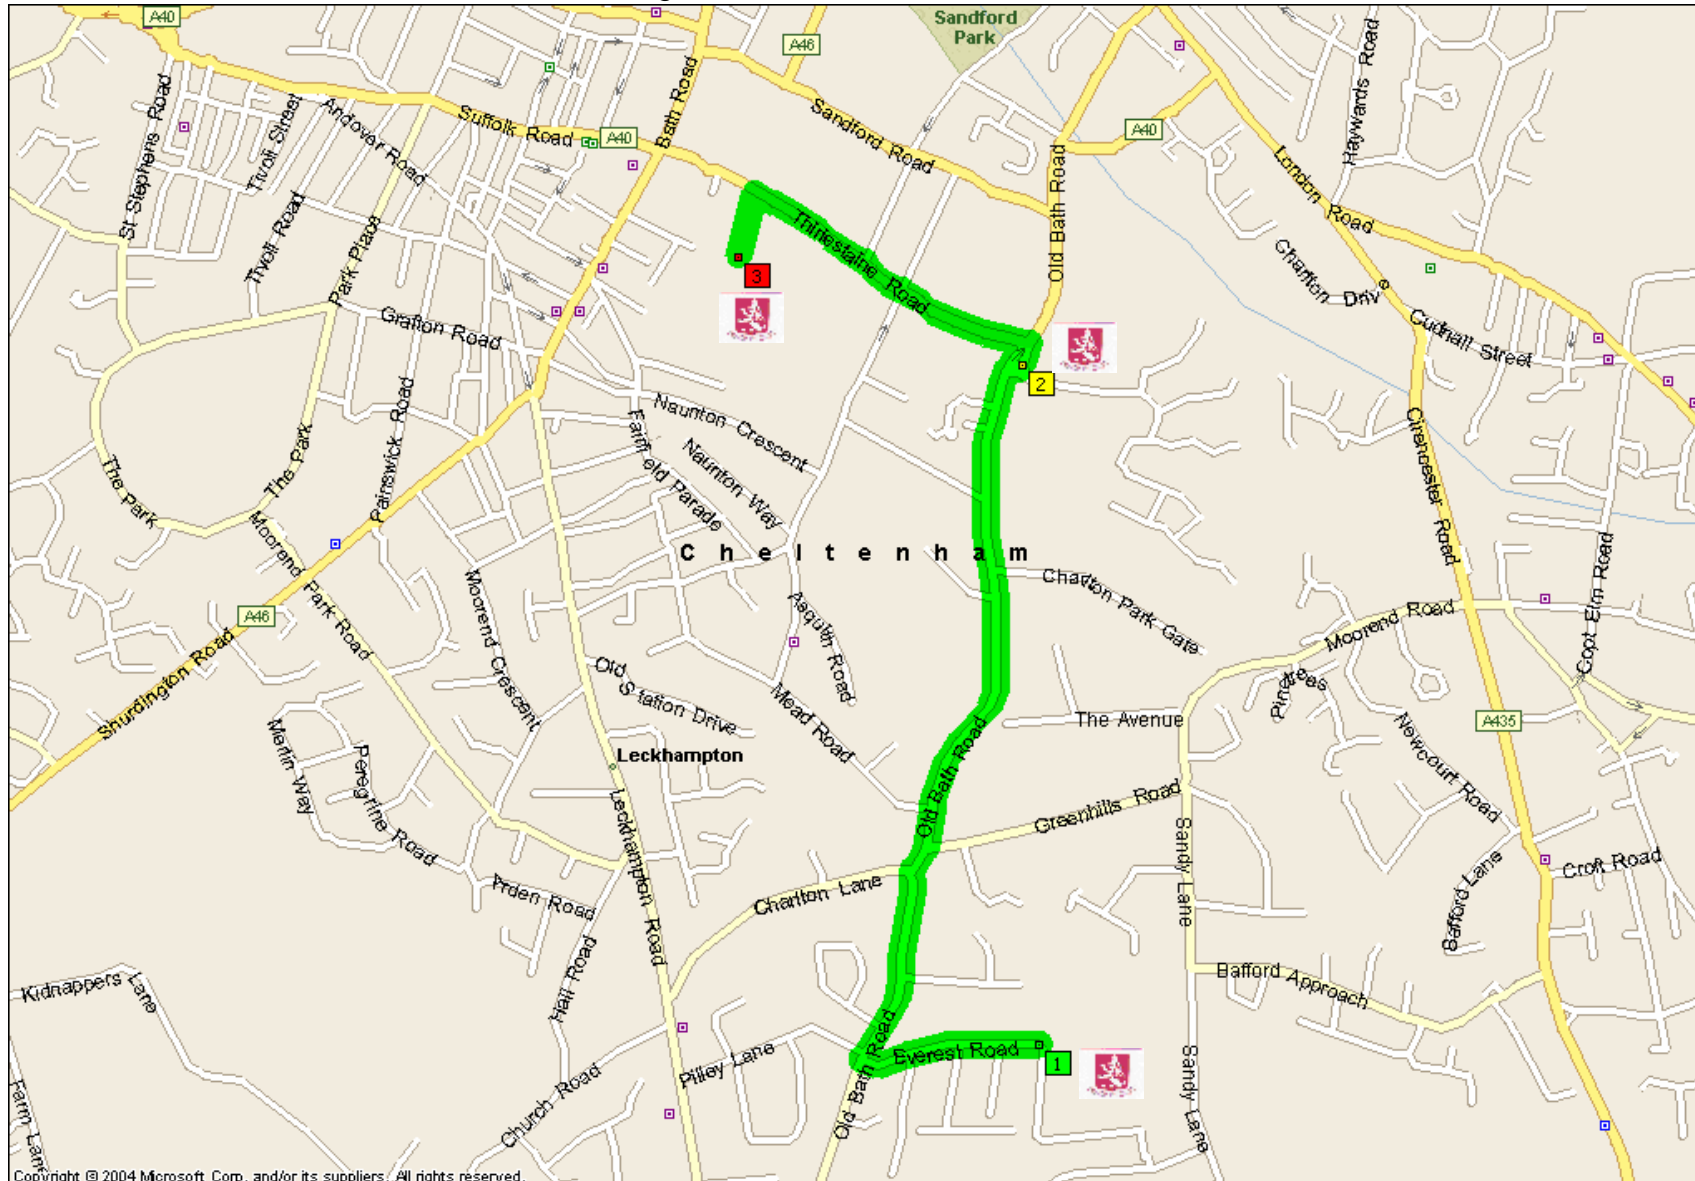 A40
Sandford
Park
A46
Bath Road
Haywards Road
St Stephens Road
Tivoli Street
Andover Road
Suffolk Road
A40
Sandford Road
A40
Old Bath Road
London Road
Tivoli Road
Park Place
Thirlestaine Road
Charlton Driv
3
Grafton Road
Cudnall Street
2
Painswick Road
Naunton Crescent
Fairfield Parade
Naunton Way
Cirencester Road
The Park
The Park
Moorend Park Road
Cheltenham
Charlton Park Gate
Copt Elm Road
Moorend Road
A46
Shurdington Road
Moorend Crescent
Asquith Road
Old Station Drive
Mead Road
Pinetrees
The Avenue
A435
Merlin Way
Peregrine Road
Leckhampton
Old Bath Road
Newcourt Road
Greenhills Road
Leckhampton Road
Sandy Lane
Croft Road
Arden Road
Charlton Lane
Bafford Lane
Kidnappers Lane
Hall Road
Bafford Approach
Old Bath Road
Everest Road
1
Pilley Lane
Sandy Lane
Church Road
Old Bath Road
Farm Lane
Copyright © 2004 Microsoft Corp. and/or its suppliers. All rights reserved.